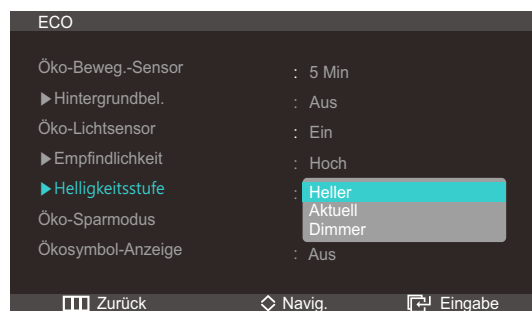 ECO
Öko-Beweg.-Sensor : 5 Min
▶Hintergrundbel. : Aus
Öko-Lichtsensor : Ein
▶Empfindlichkeit : Hoch
▶Helligkeitsstufe : Heller
Aktuell
Öko-Sparmodus Dimmer
Ökosymbol-Anzeige : Aus
Zurück Navig. Eingabe